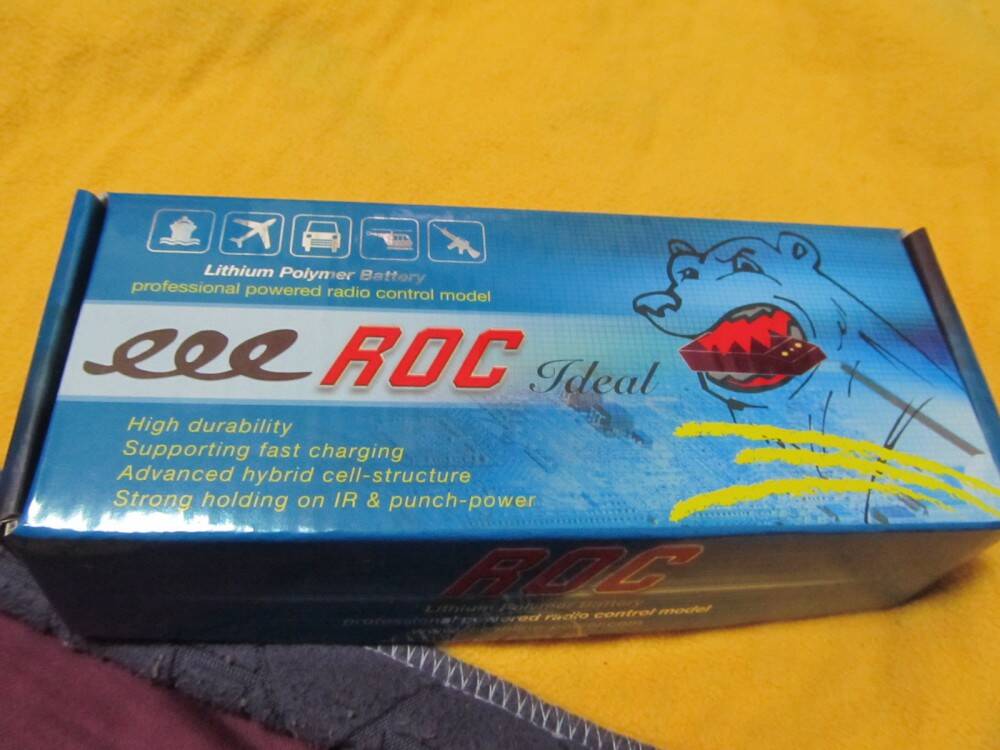 Lithium Polymer Battery
professional powered radio control model
eee ROC Ideal
High durability
Supporting fast charging
Advanced hybrid cell-structure
Strong holding on IR & punch-power
ROC
Lithium Polymer Battery
professional powered radio control model